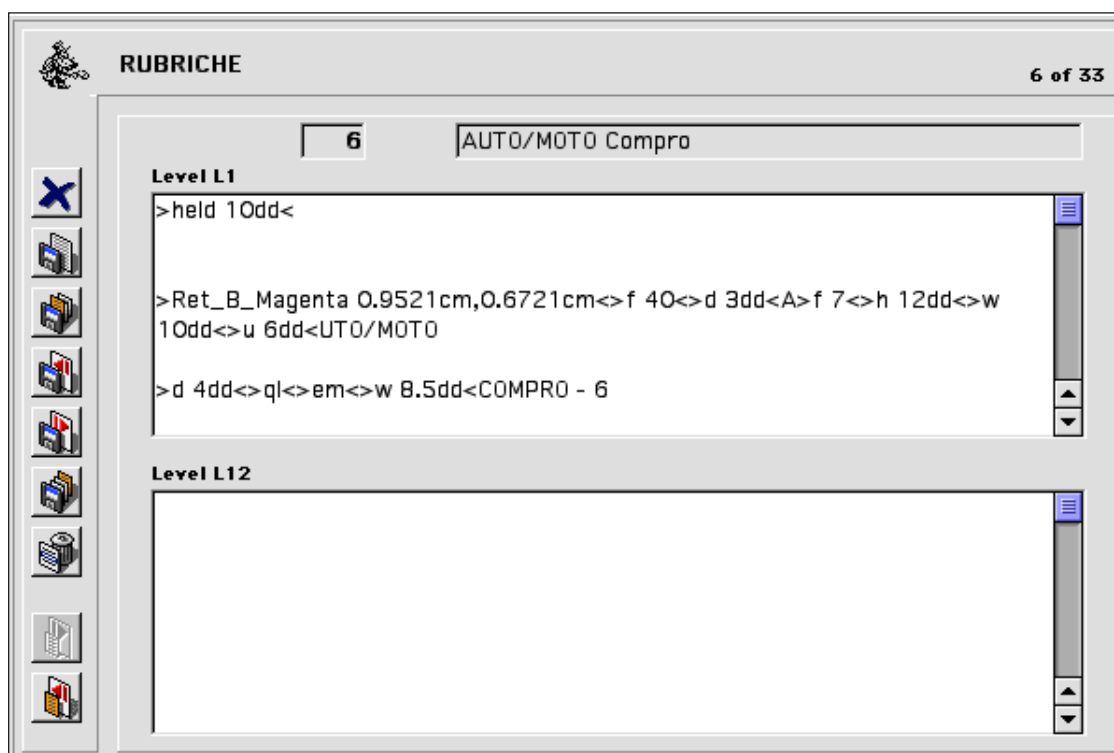 RUBRICHE
6 of 33
6
AUTO/MOTO Compro
Level L1
>held 10dd<
>Ret_B_Magenta 0.9521cm,0.6721cm<>f 40<>d 3dd<A>f 7<>h 12dd<>w
10dd<>u 6dd<UTO/MOTO
>d 4dd<>ql<>em<>w 8.5dd<COMPRO - 6
Level L12